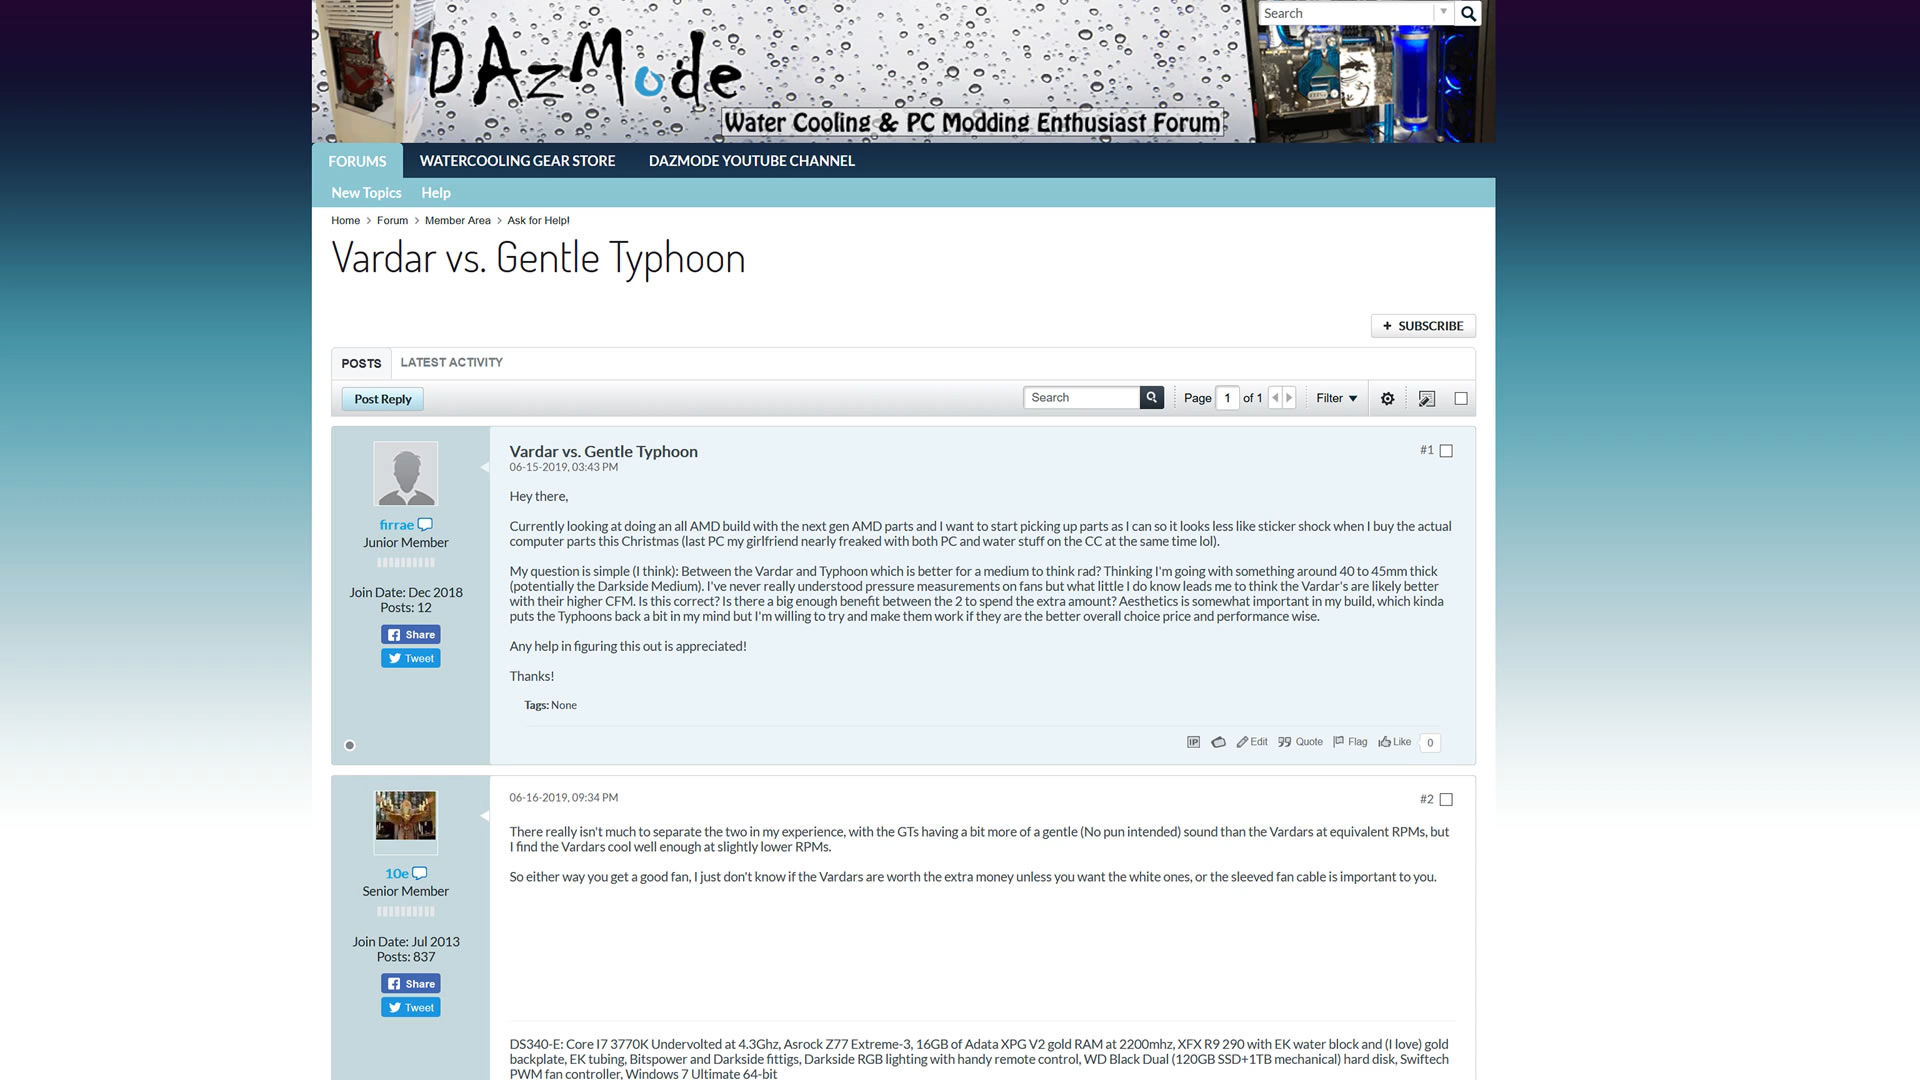 Search
DAzMode
Water Cooling & PC Modding Enthusiast Forum
FORUMS WATERCOOLING GEAR STORE DAZMODE YOUTUBE CHANNEL
New Topics Help
Home > Forum > Member Area > Ask for Help!
Vardar vs. Gentle Typhoon
+ SUBSCRIBE
POSTS LATEST ACTIVITY
Post Reply Search Page 1 of 1 Filter
Vardar vs. Gentle Typhoon #1
06-15-2019, 03:43 PM
firrae
Junior Member
Join Date: Dec 2018
Posts: 12
Share
Tweet
Hey there,
Currently looking at doing an all AMD build with the next gen AMD parts and I want to start picking up parts as I can so it looks less like sticker shock when I buy the actual
computer parts this Christmas (last PC my girlfriend nearly freaked with both PC and water stuff on the CC at the same time lol).
My question is simple (I think): Between the Vardar and Typhoon which is better for a medium to think rad? Thinking I'm going with something around 40 to 45mm thick
(potentially the Darkside Medium). I've never really understood pressure measurements on fans but what little I do know leads me to think the Vardar's are likely better
with their higher CFM. Is this correct? Is there a big enough benefit between the 2 to spend the extra amount? Aesthetics is somewhat important in my build, which kinda
puts the Typhoons back a bit in my mind but I'm willing to try and make them work if they are the better overall choice price and performance wise.
Any help in figuring this out is appreciated!
Thanks!
Tags: None
IP Edit Quote Flag Like 0
06-16-2019, 09:34 PM #2
10e
Senior Member
Join Date: Jul 2013
Posts: 837
Share
Tweet
There really isn't much to separate the two in my experience, with the GTs having a bit more of a gentle (No pun intended) sound than the Vardars at equivalent RPMs, but
I find the Vardars cool well enough at slightly lower RPMs.
So either way you get a good fan, I just don't know if the Vardars are worth the extra money unless you want the white ones, or the sleeved fan cable is important to you.
DS340-E: Core I7 3770K Undervolted at 4.3Ghz, Asrock Z77 Extreme-3, 16GB of Adata XPG V2 gold RAM at 2200mhz, XFX R9 290 with EK water block and (I love) gold
backplate, EK tubing, Bitspower and Darkside fittigs, Darkside RGB lighting with handy remote control, WD Black Dual (120GB SSD+1TB mechanical) hard disk, Swiftech
PWM fan controller, Windows 7 Ultimate 64-bit